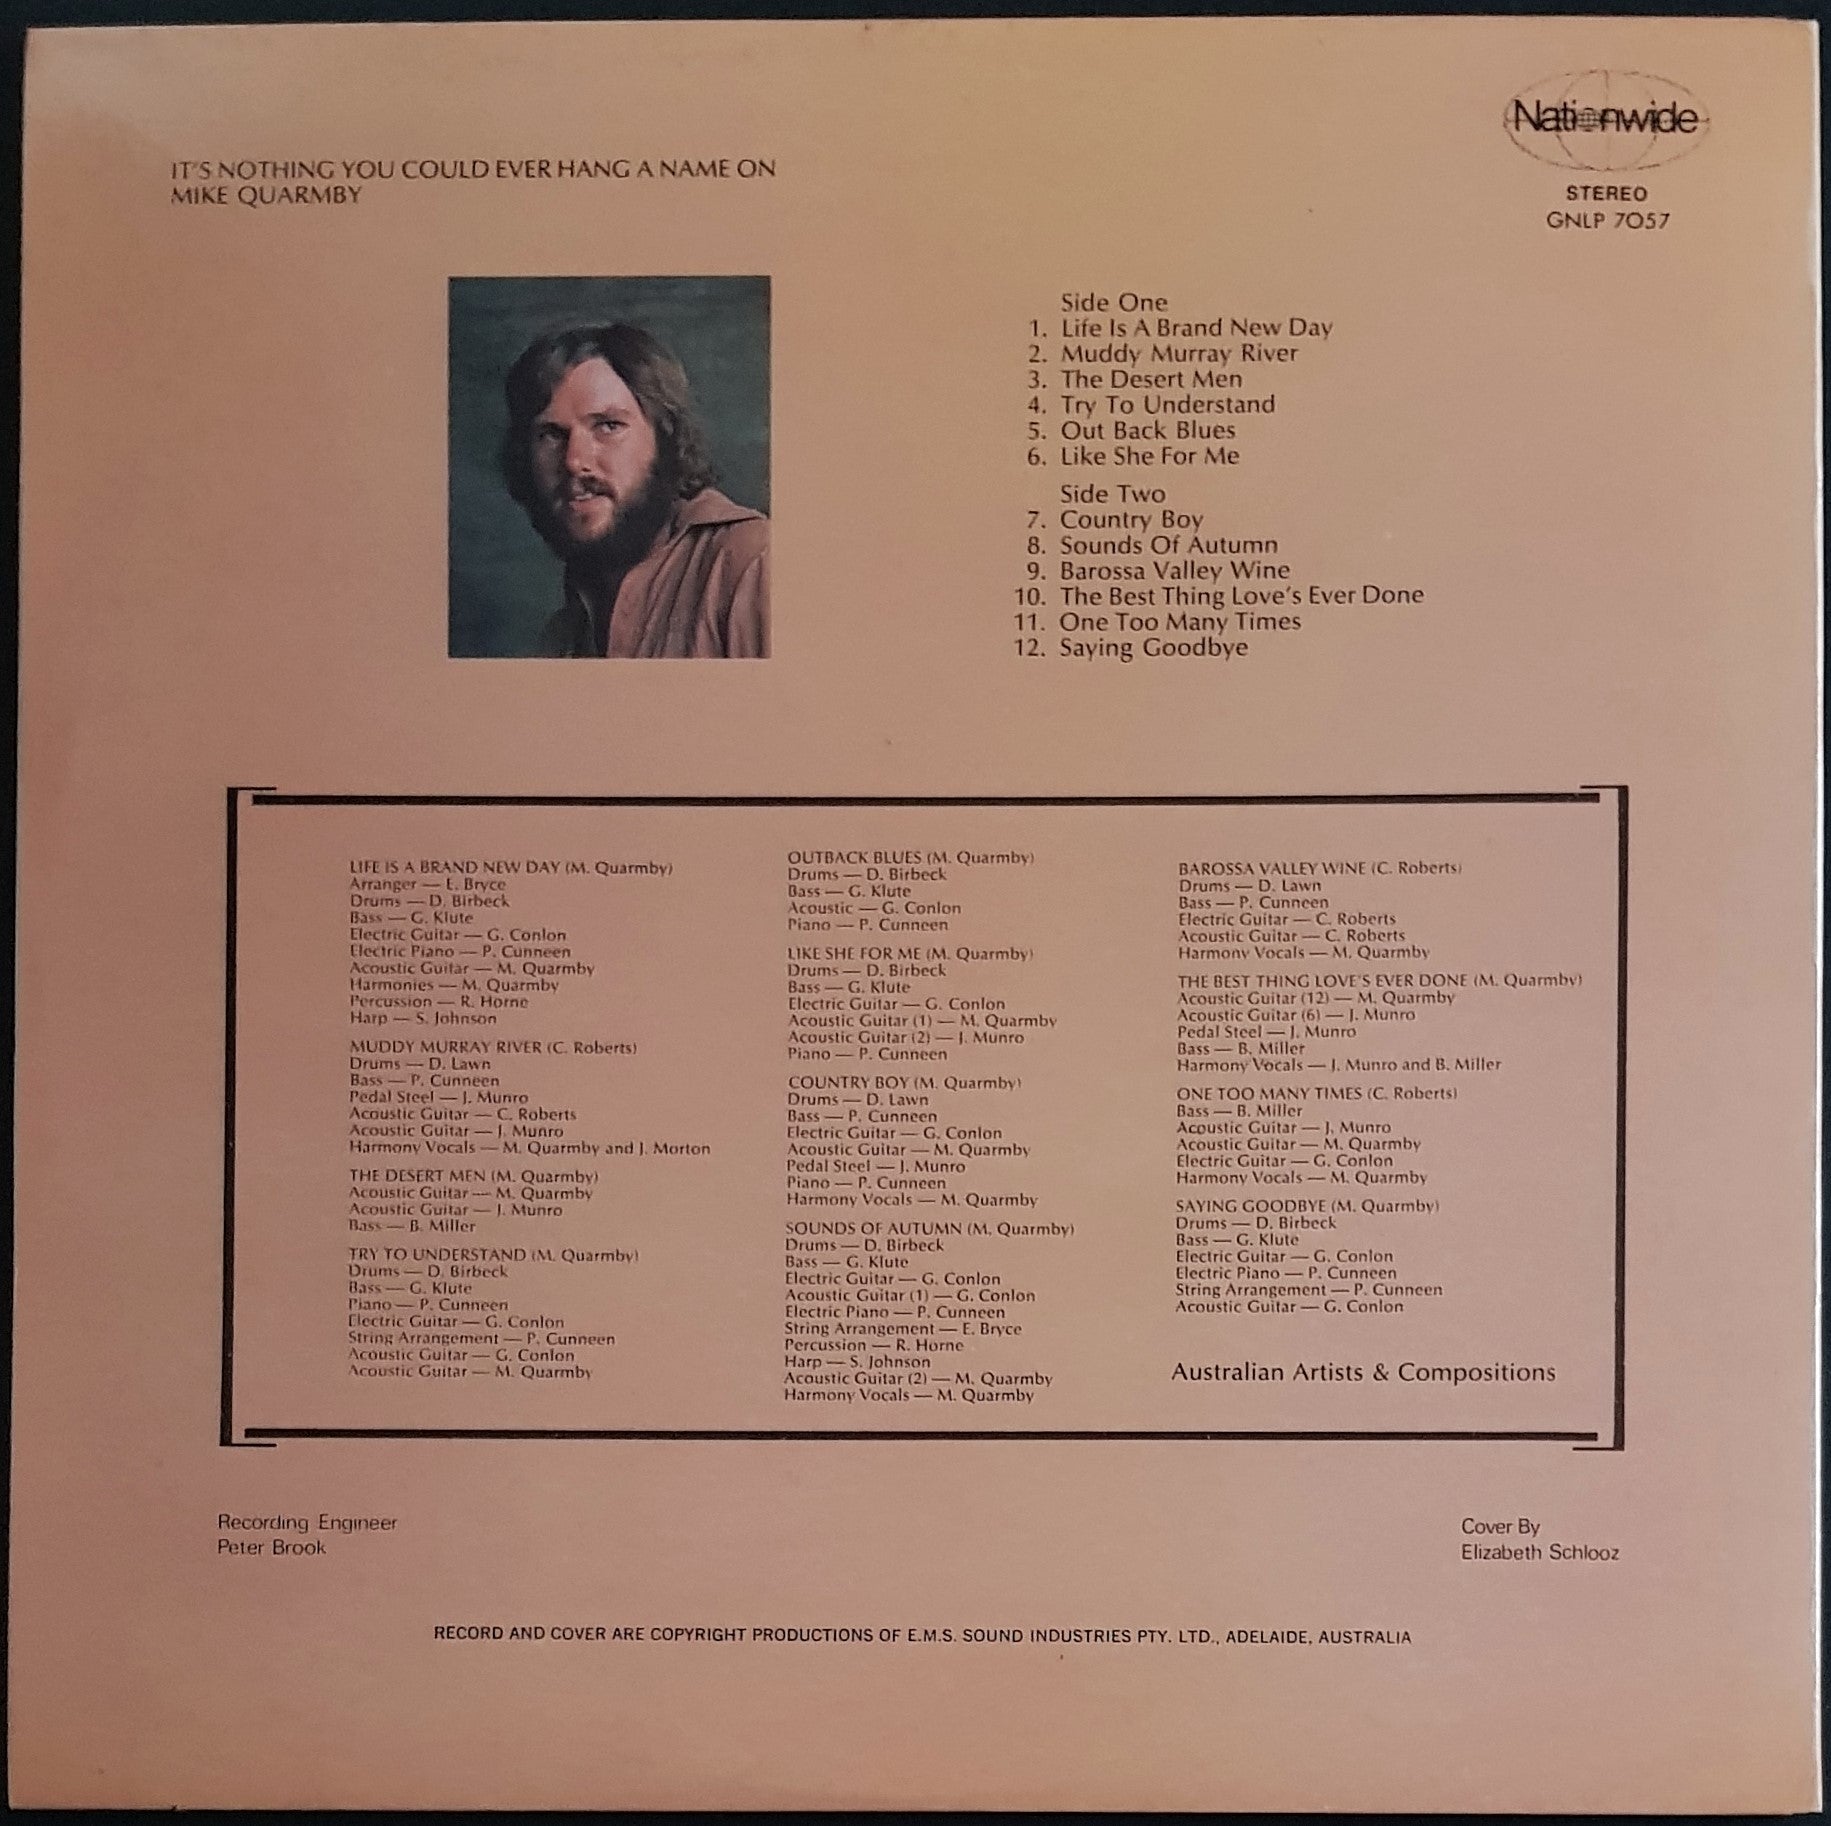 Nationwide
STEREO
GNLP 7057
IT'S NOTHING YOU COULD EVER HANG A NAME ON
MIKE QUARMBY
Side One
1. Life Is A Brand New Day
2. Muddy Murray River
3. The Desert Men
4. Try To Understand
5. Out Back Blues
6. Like She For Me
Side Two
7. Country Boy
8. Sounds Of Autumn
9. Barossa Valley Wine
10. The Best Thing Love's Ever Done
11. One Too Many Times
12. Saying Goodbye
LIFE IS A BRAND NEW DAY (M. Quarmby)
Arranger — E. Bryce
Drums — D. Birbeck
Bass — G. Klute
Electric Guitar — G. Conlon
Electric Piano — P. Cunneen
Acoustic Guitar — M. Quarmby
Harmonies — M. Quarmby
Percussion — R. Horne
Harp — S. Johnson
MUDDY MURRAY RIVER (C. Roberts)
Drums — D. Lawn
Bass — P. Cunneen
Pedal Steel — J. Munro
Acoustic Guitar — C. Roberts
Acoustic Guitar — J. Munro
Harmony Vocals — M. Quarmby and J. Morton
THE DESERT MEN (M. Quarmby)
Acoustic Guitar — M. Quarmby
Acoustic Guitar — J. Munro
Bass — B. Miller
TRY TO UNDERSTAND (M. Quarmby)
Drums — D. Birbeck
Bass — G. Klute
Piano — P. Cunneen
Electric Guitar — G. Conlon
String Arrangement — P. Cunneen
Acoustic Guitar — G. Conlon
Acoustic Guitar — M. Quarmby
OUTBACK BLUES (M. Quarmby)
Drums — D. Birbeck
Bass — G. Klute
Acoustic — G. Conlon
Piano — P. Cunneen
LIKE SHE FOR ME (M. Quarmby)
Drums — D. Birbeck
Bass — G. Klute
Electric Guitar — G. Conlon
Acoustic Guitar (1) — M. Quarmby
Acoustic Guitar (2) — J. Munro
Piano — P. Cunneen
COUNTRY BOY (M. Quarmby)
Drums — D. Lawn
Bass — P. Cunneen
Electric Guitar — G. Conlon
Acoustic Guitar — M. Quarmby
Pedal Steel — J. Munro
Piano — P. Cunneen
Harmony Vocals — M. Quarmby
SOUNDS OF AUTUMN (M. Quarmby)
Drums — D. Birbeck
Bass — G. Klute
Electric Guitar — G. Conlon
Acoustic Guitar (1) — G. Conlon
Electric Piano — P. Cunneen
String Arrangement — E. Bryce
Percussion — R. Horne
Harp — S. Johnson
Acoustic Guitar (2) — M. Quarmby
Harmony Vocals — M. Quarmby
BAROSSA VALLEY WINE (C. Roberts)
Drums — D. Lawn
Bass — P. Cunneen
Electric Guitar — C. Roberts
Acoustic Guitar — C. Roberts
Harmony Vocals — M. Quarmby
THE BEST THING LOVE'S EVER DONE (M. Quarmby)
Acoustic Guitar (12) — M. Quarmby
Acoustic Guitar (6) — J. Munro
Pedal Steel — J. Munro
Bass — B. Miller
Harmony Vocals — J. Munro and B. Miller
ONE TOO MANY TIMES (C. Roberts)
Bass — B. Miller
Acoustic Guitar — J. Munro
Acoustic Guitar — M. Quarmby
Electric Guitar — G. Conlon
Harmony Vocals — M. Quarmby
SAYING GOODBYE (M. Quarmby)
Drums — D. Birbeck
Bass — G. Klute
Electric Guitar — G. Conlon
Electric Piano — P. Cunneen
String Arrangement — P. Cunneen
Acoustic Guitar — G. Conlon
Australian Artists & Compositions
Recording Engineer
Peter Brook
Cover By
Elizabeth Schlooz
RECORD AND COVER ARE COPYRIGHT PRODUCTIONS OF E.M.S. SOUND INDUSTRIES PTY. LTD., ADELAIDE, AUSTRALIA